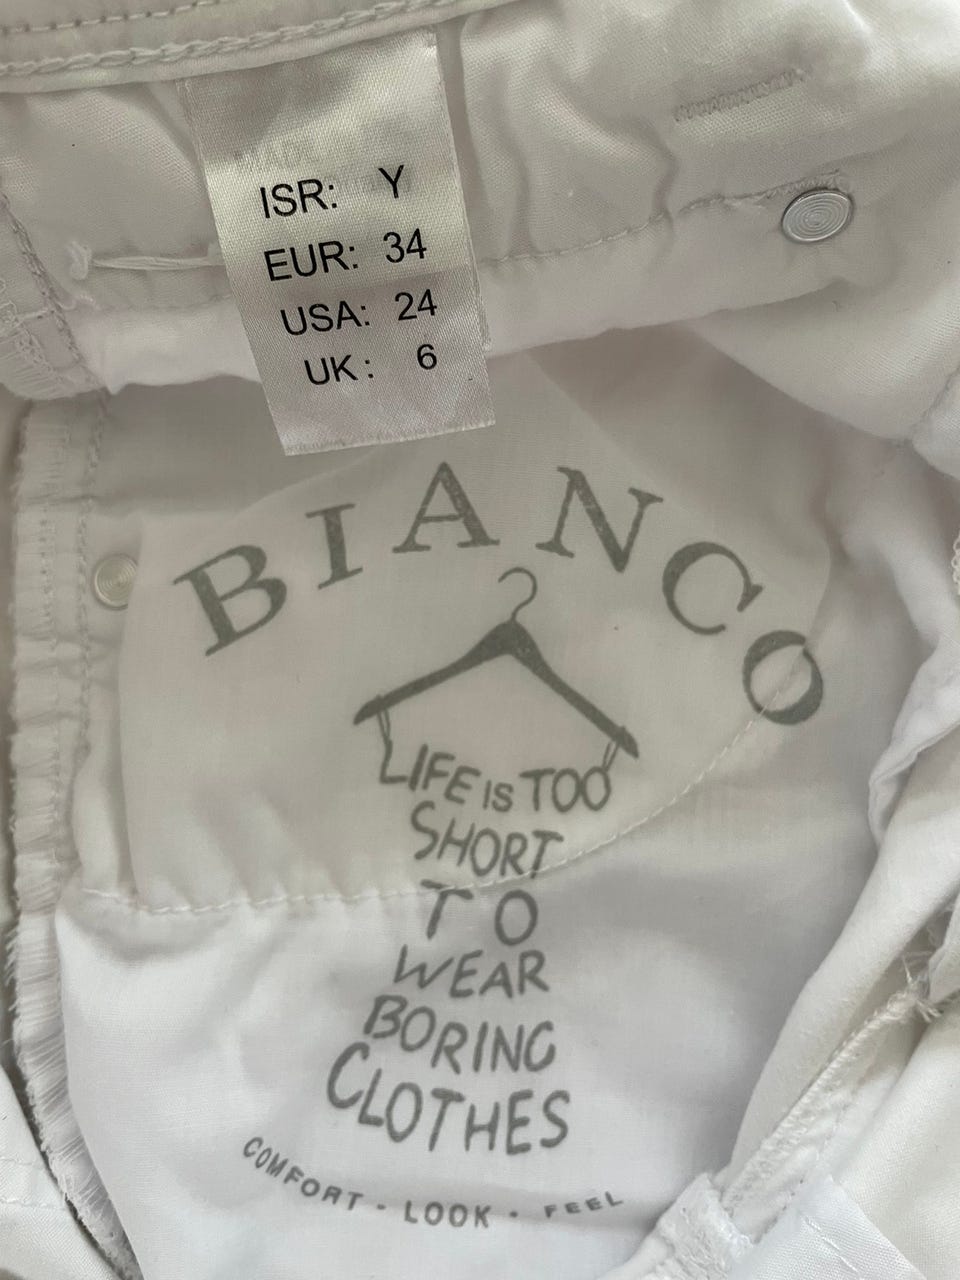 ISR: Y
EUR: 34
USA: 24
UK: 6
BIANCO
LIFE IS TOO
SHORT
TO
WEAR
BORING
CLOTHES
COMFORT - LOOK - FEEL